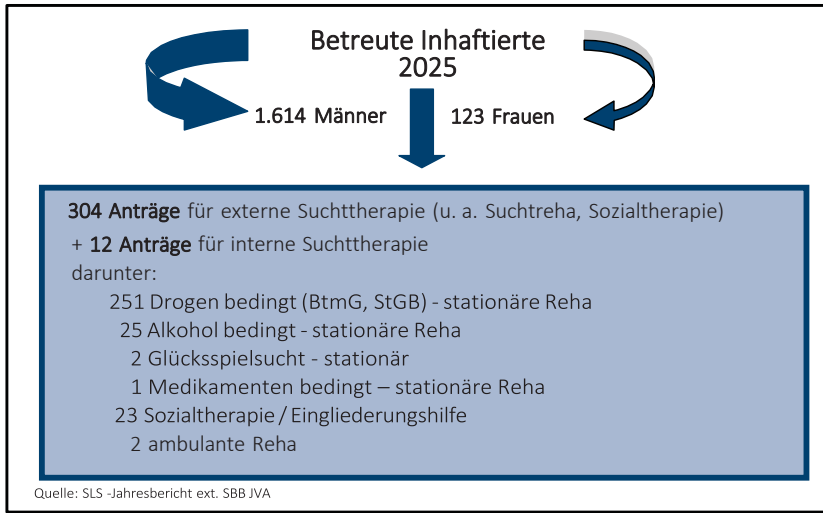 Betreute Inhaftierte
2025
1.614 Männer
123 Frauen
304 Anträge für externe Suchttherapie (u. a. Suchtreha, Sozialtherapie)
+ 12 Anträge für interne Suchttherapie
darunter:
251 Drogen bedingt (BtmG, StGB) - stationäre Reha
25 Alkohol bedingt - stationäre Reha
2 Glücksspielsucht - stationär
1 Medikamenten bedingt – stationäre Reha
23 Sozialtherapie / Eingliederungshilfe
2 ambulante Reha
Quelle: SLS -Jahresbericht ext. SBB JVA